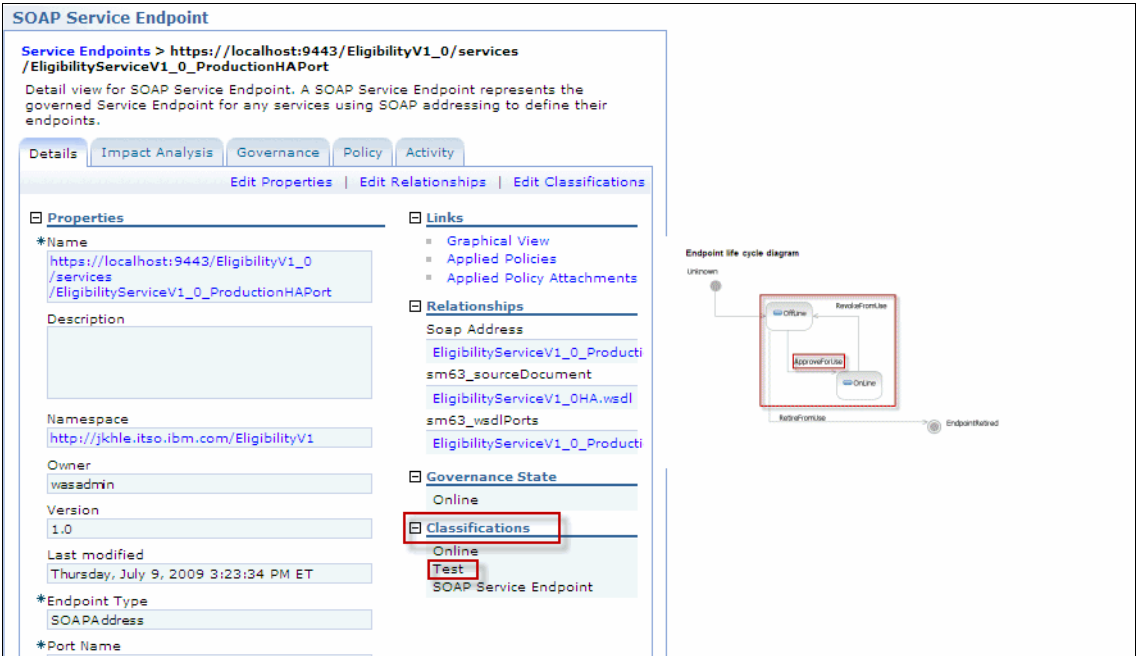 SOAP Service Endpoint
Service Endpoints > https://localhost:9443/EligibilityV1_0/services
/EligibilityServiceV1_0_ProductionHAPort
Detail view for SOAP Service Endpoint. A SOAP Service Endpoint represents the
governed Service Endpoint for any services using SOAP addressing to define their
endpoints.
Details
Impact Analysis
Governance
Policy
Activity
Edit Properties | Edit Relationships | Edit Classifications
Properties
*Name
https://localhost:9443/EligibilityV1_0
/services
/EligibilityServiceV1_0_ProductionHAPort
Description
Namespace
http://jkhle.itso.ibm.com/EligibilityV1
Owner
wasadmin
Version
1.0
Last modified
Thursday, July 9, 2009 3:23:34 PM ET
*Endpoint Type
SOAPAddress
*Port Name
Links
Graphical View
Applied Policies
Applied Policy Attachments
Relationships
Soap Address
EligibilityServiceV1_0_Producti
sm63_sourceDocument
EligibilityServiceV1_0HA.wsdl
sm63_wsdlPorts
EligibilityServiceV1_0_Producti
Governance State
Online
Classifications
Online
Test
SOAP Service Endpoint
Endpoint life cycle diagram
Unknown
OffLine
RevokeFromUse
ApproveForUse
OnLine
RetireFromUse
EndpointRetired